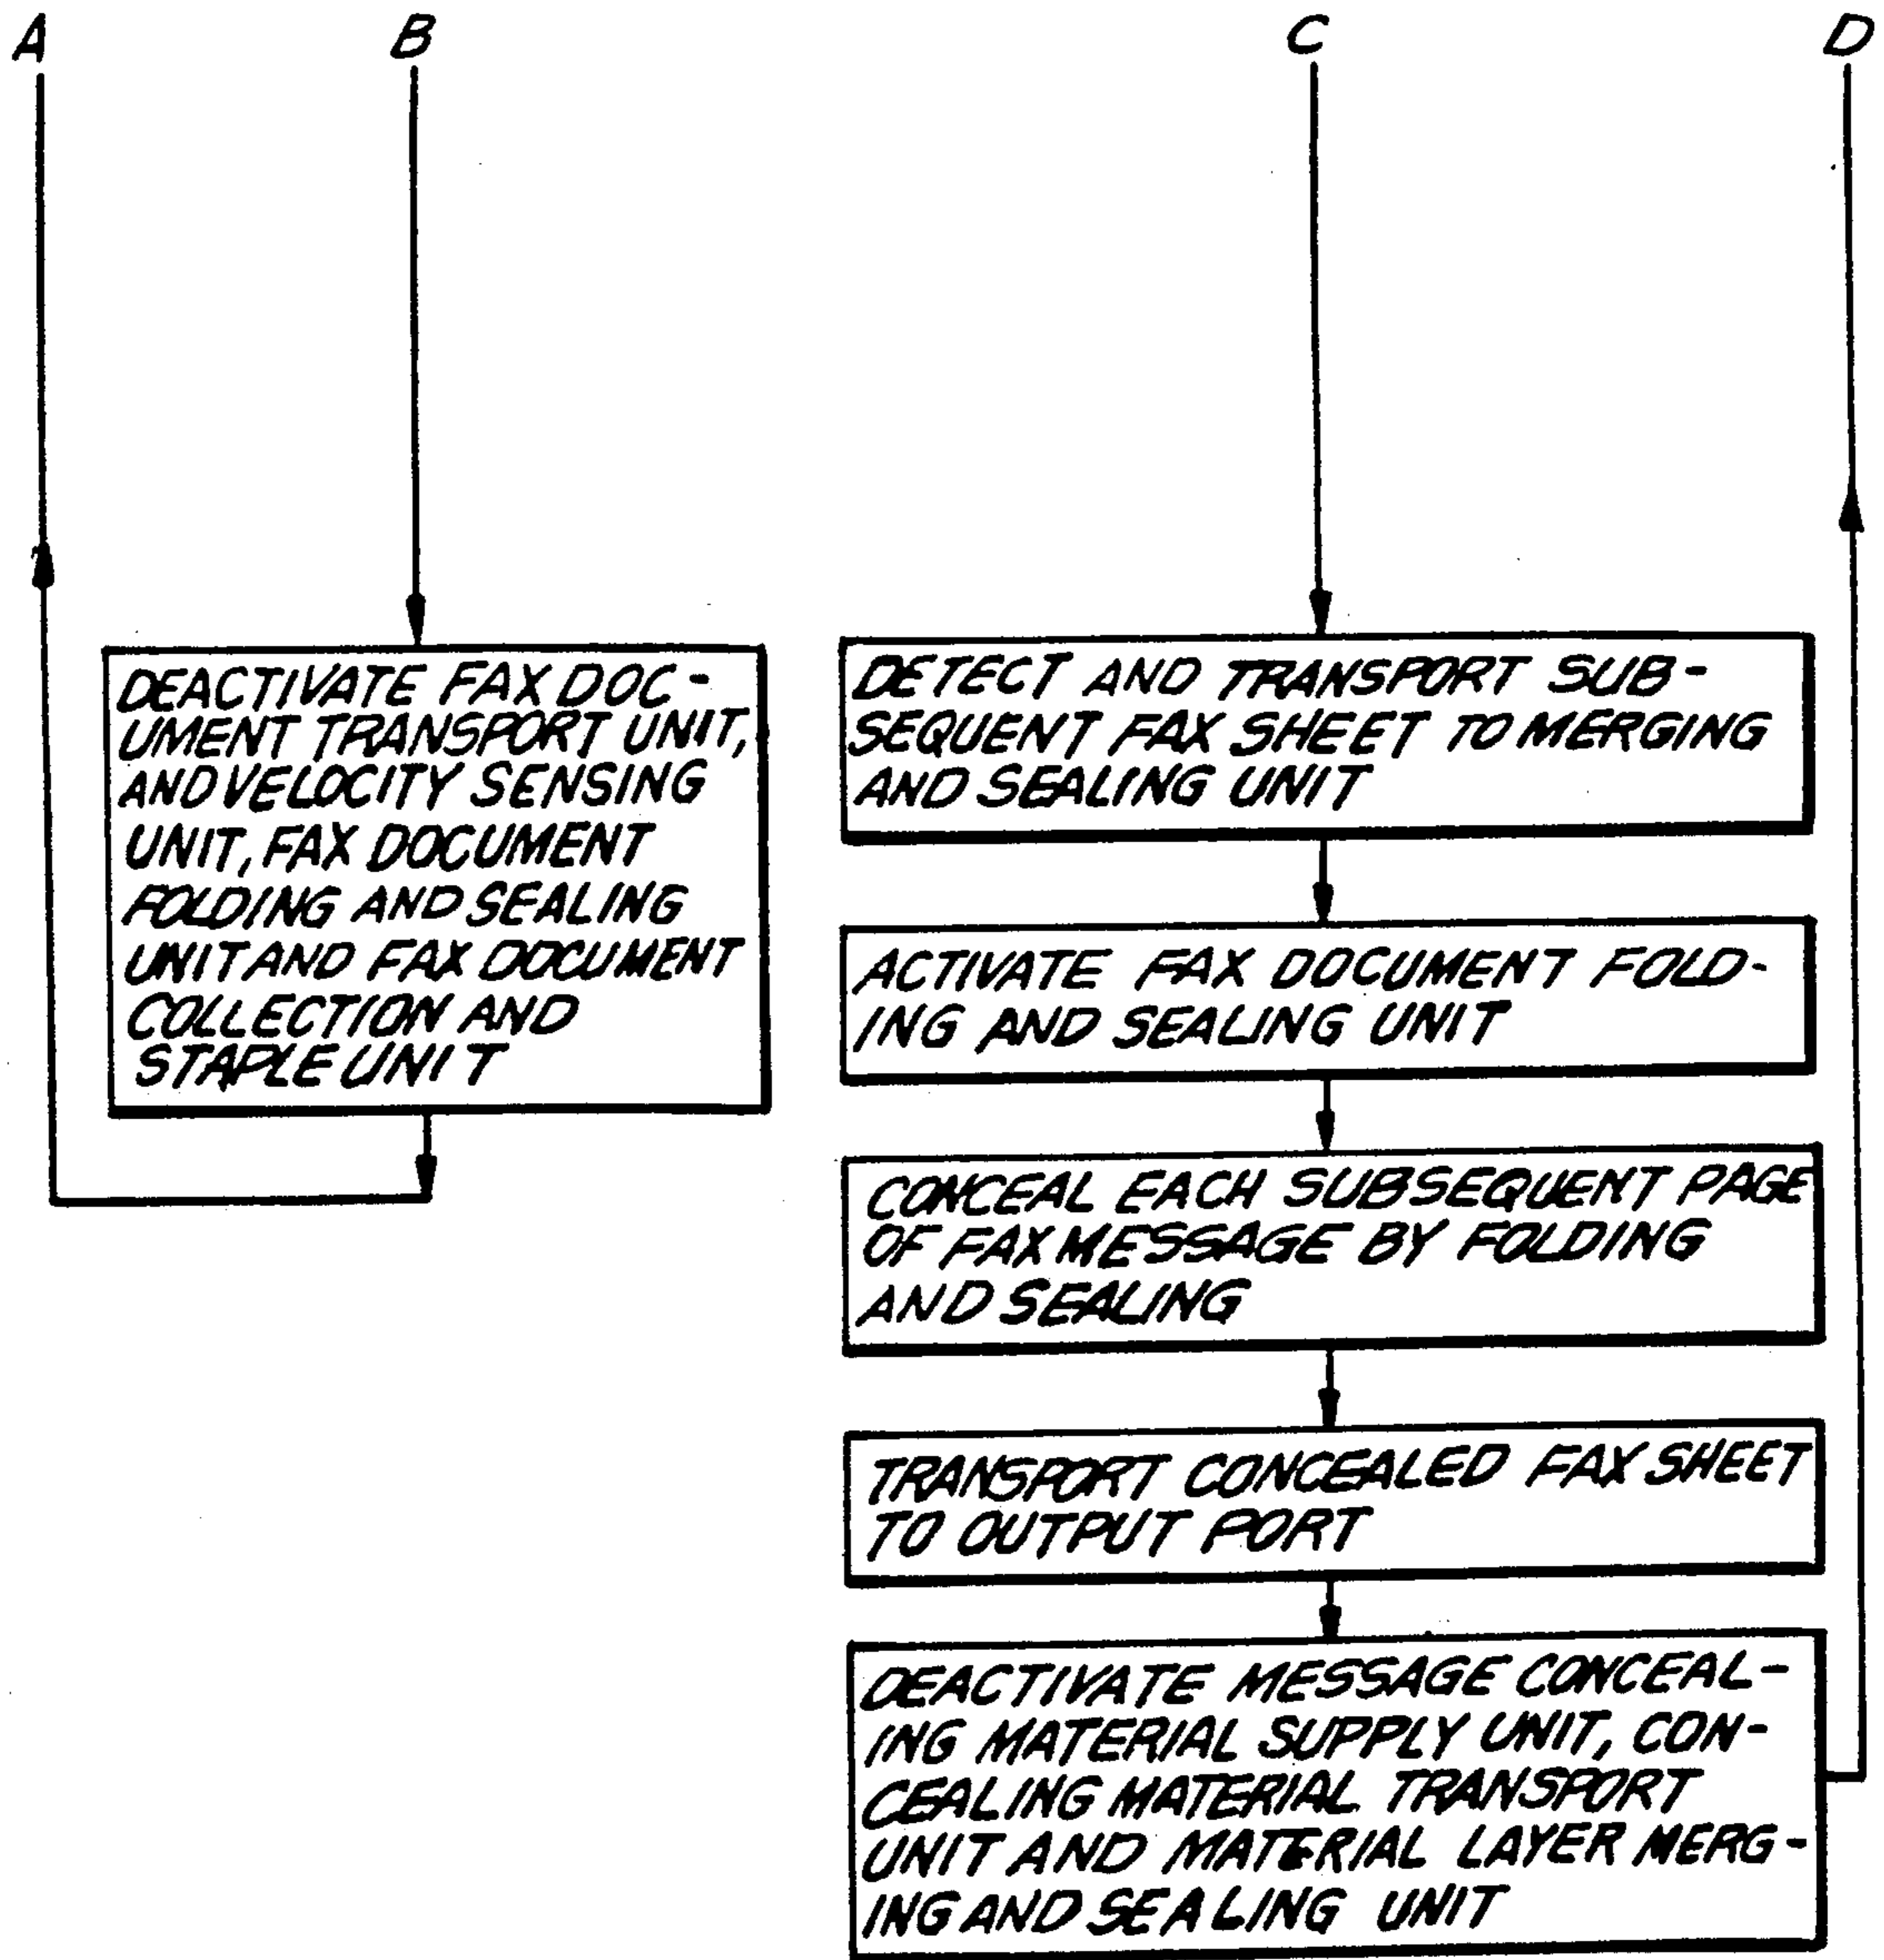 A
B
C
D
DEACTIVATE FAX DOC-
UMENT TRANSPORT UNIT,
AND VELOCITY SENSING
UNIT, FAX DOCUMENT
FOLDING AND SEALING
UNIT AND FAX DOCUMENT
COLLECTION AND
STAPLE UNIT
DETECT AND TRANSPORT SUB-
SEQUENT FAX SHEET TO MERGING
AND SEALING UNIT
ACTIVATE FAX DOCUMENT FOLD-
ING AND SEALING UNIT
CONCEAL EACH SUBSEQUENT PAGE
OF FAX MESSAGE BY FOLDING
AND SEALING
TRANSPORT CONCEALED FAX SHEET
TO OUTPUT PORT
DEACTIVATE MESSAGE CONCEAL-
ING MATERIAL SUPPLY UNIT, CON-
CEALING MATERIAL TRANSPORT
UNIT AND MATERIAL LAYER MERG-
ING AND SEALING UNIT